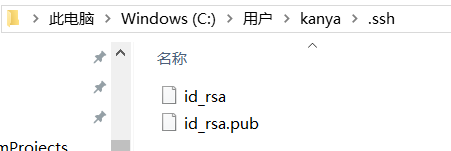 此电脑 > Windows (C:) > 用户 > kanya > .ssh
名称
id_rsa
id_rsa.pub
mProjects